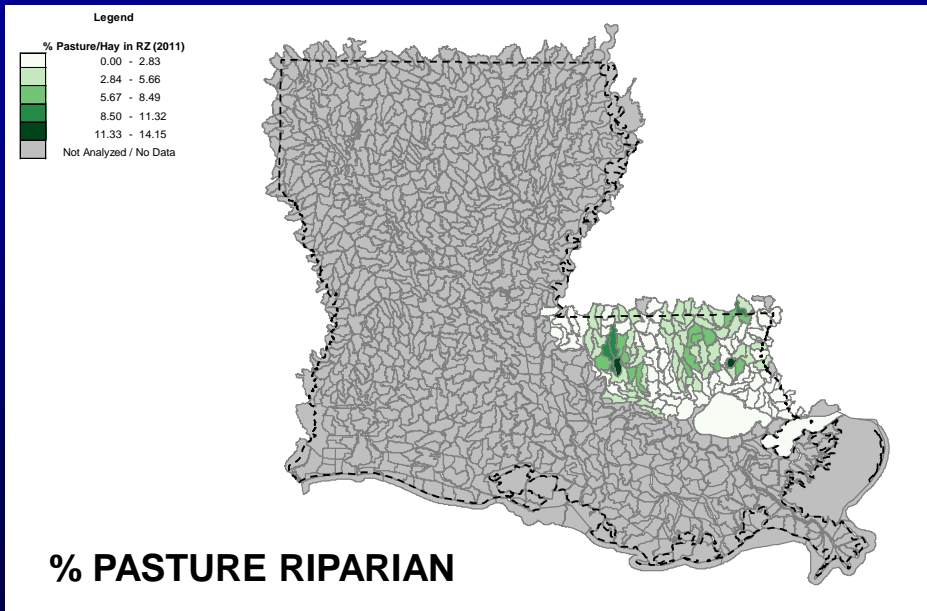 Legend
% Pasture/Hay in RZ (2011)
0.00 - 2.83
2.84 - 5.66
5.67 - 8.49
8.50 - 11.32
11.33 - 14.15
Not Analyzed / No Data
% PASTURE RIPARIAN